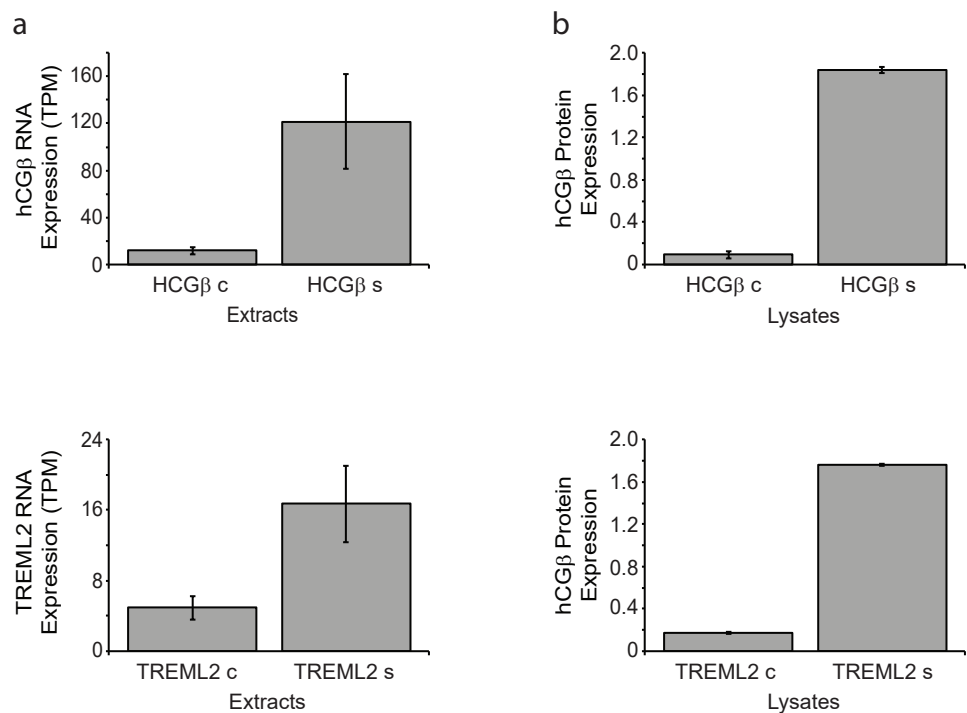 a
hCGβ RNA
Expression (TPM)
160
120
80
40
0
HCGβ c
HCGβ s
Extracts
b
hCGβ Protein
Expression
2.0
1.6
1.2
0.8
0.4
0
HCGβ c
HCGβ s
Lysates
TREML2 RNA
Expression (TPM)
24
16
8
0
TREML2 c
TREML2 s
Extracts
hCGβ Protein
Expression
2.0
1.6
1.2
0.8
0.4
0
TREML2 c
TREML2 s
Lysates